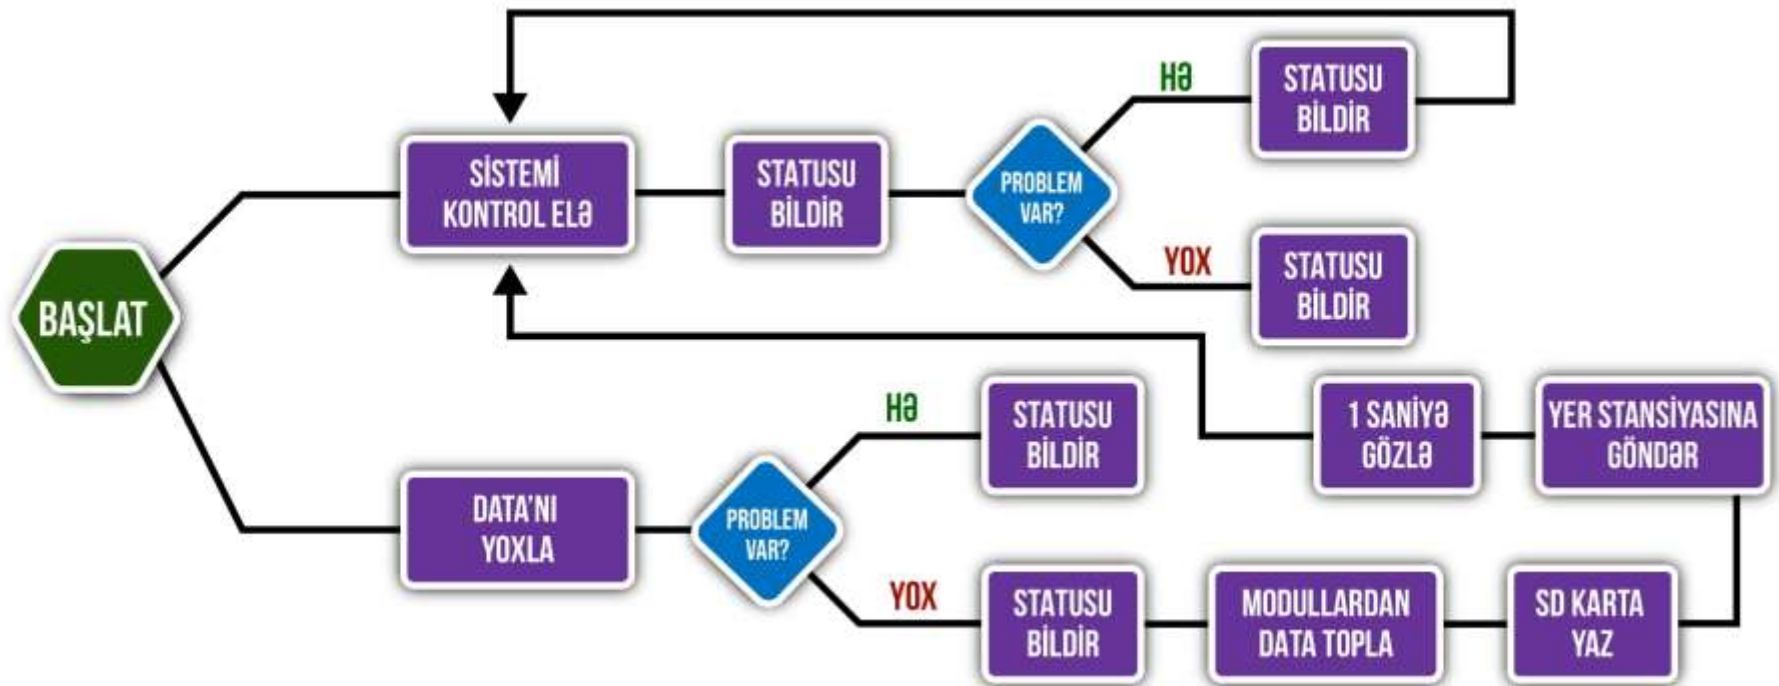 BAŞLAT
SİSTEMİ
KONTROL ELƏ
STATUSU
BİLDİR
PROBLEM
VAR?
HƏ
STATUSU
BİLDİR
YOX
STATUSU
BİLDİR
DATA'NI
YOXLA
PROBLEM
VAR?
HƏ
STATUSU
BİLDİR
YOX
STATUSU
BİLDİR
MODULLARDAN
DATA TOPLA
SD KARTA
YAZ
YER STANSİYASINA
GÖNDƏR
1 SANİYƏ
GÖZLƏ